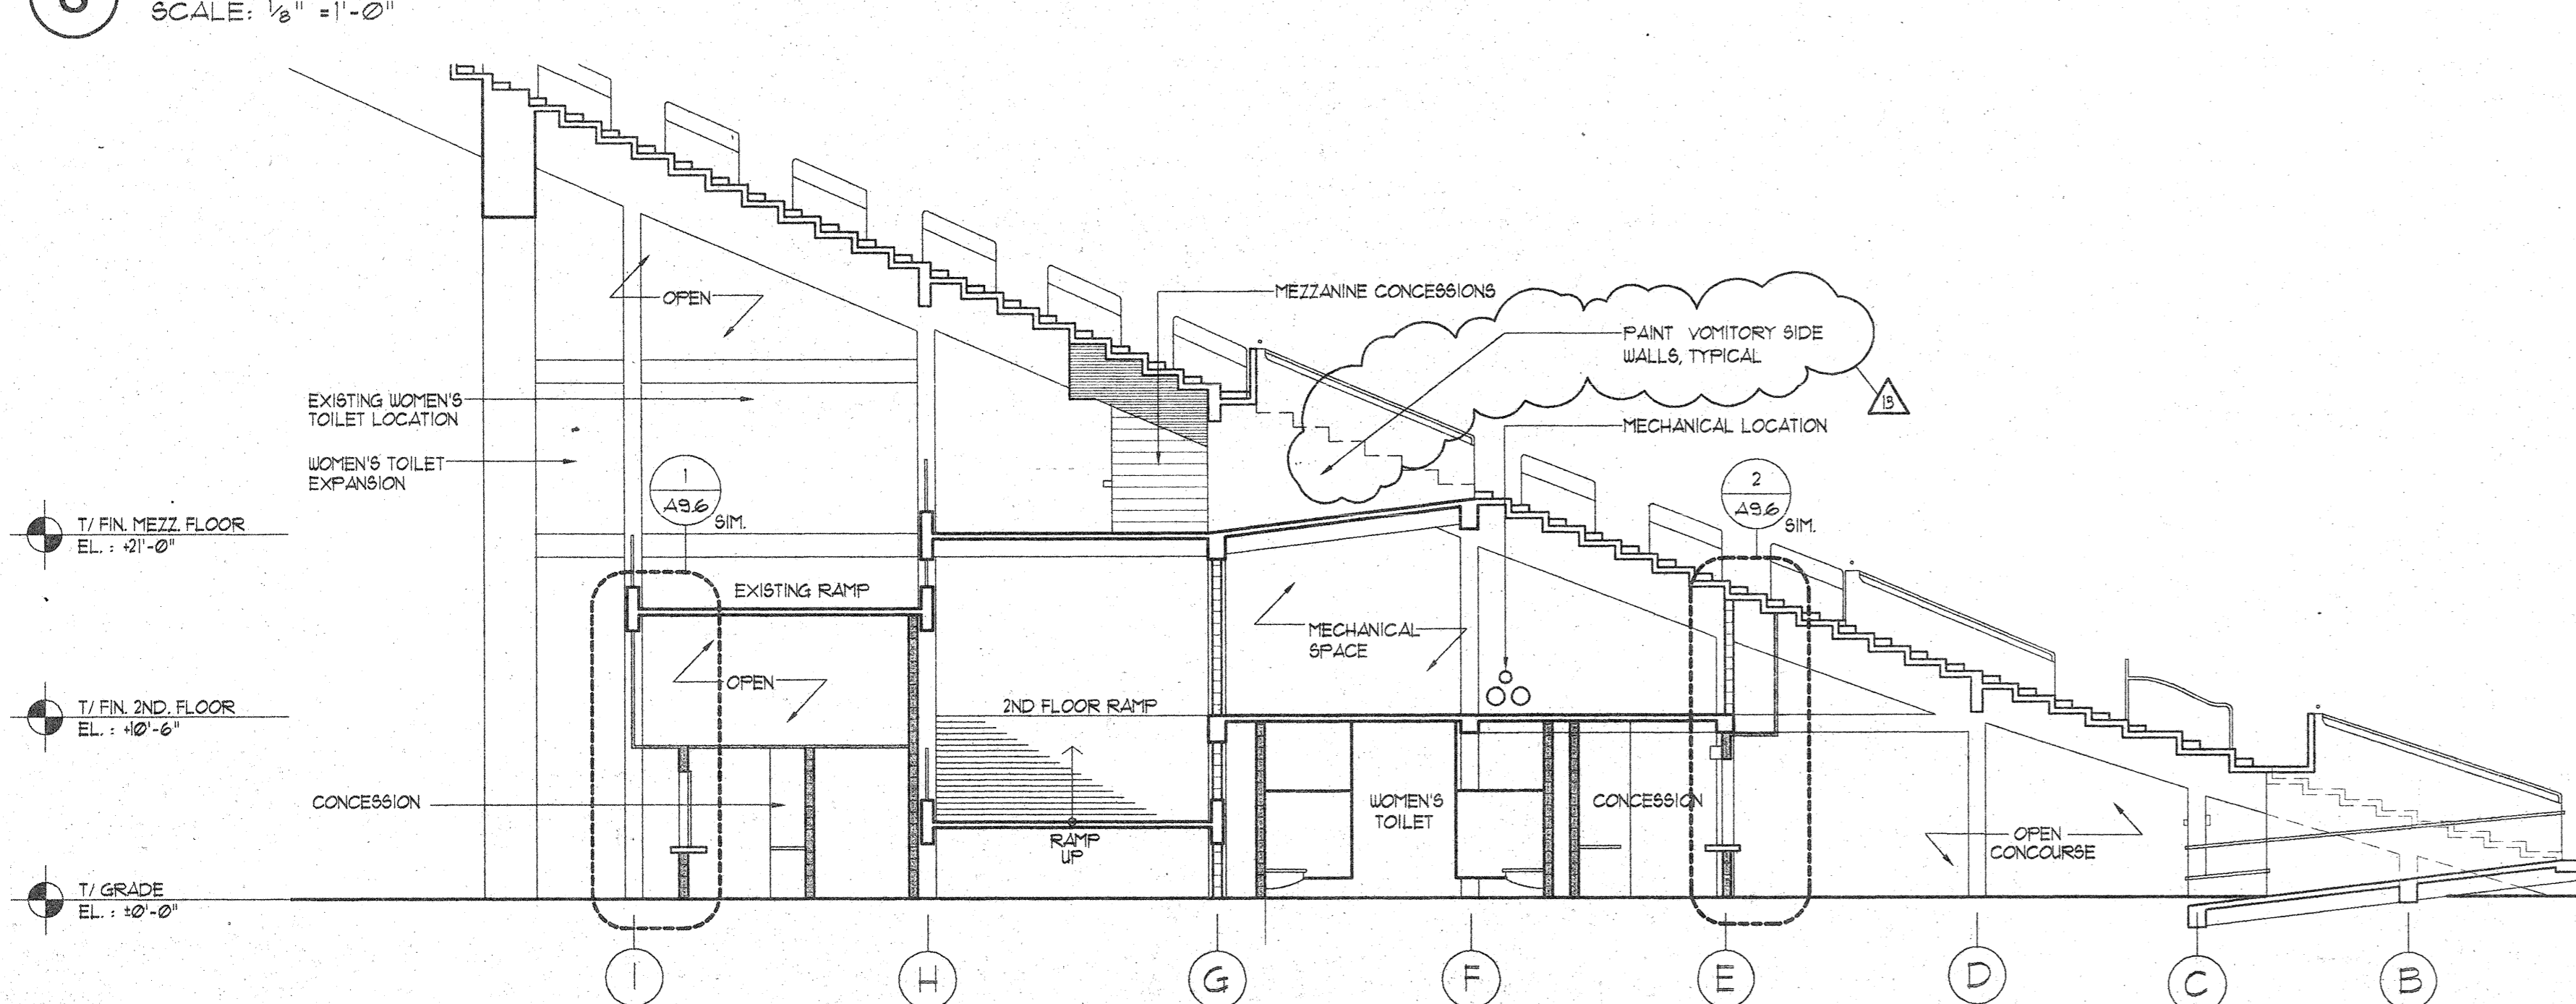 SCALE: 1/8" =1'-0"
OPEN
MEZZANINE CONCESSIONS
PAINT VOMITORY SIDE
WALLS, TYPICAL
13
EXISTING WOMEN'S
TOILET LOCATION
MECHANICAL LOCATION
WOMEN'S TOILET
EXPANSION
1
A9.6
SIM.
2
A9.6
SIM.
T/ FIN. MEZZ. FLOOR
EL. : +21'-0"
EXISTING RAMP
MECHANICAL
SPACE
OPEN
T/ FIN. 2ND. FLOOR
EL. : +10'-6"
2ND FLOOR RAMP
CONCESSION
RAMP
UP
WOMEN'S
TOILET
CONCESSION
OPEN
CONCOURSE
T/ GRADE
EL. : ±0'-0"
I
H
G
F
E
D
C
B